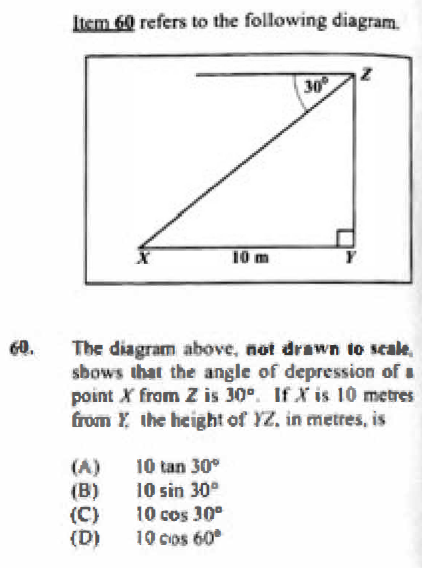 Item 60 refers to the following diagram.
30°
Z
X
10 m
Y
60. The diagram above, not drawn to scale,
shows that the angle of depression of a
point X from Z is 30°. If X is 10 metres
from Y, the height of YZ, in metres, is
(A) 10 tan 30°
(B) 10 sin 30°
(C) 10 cos 30°
(D) 10 cos 60°